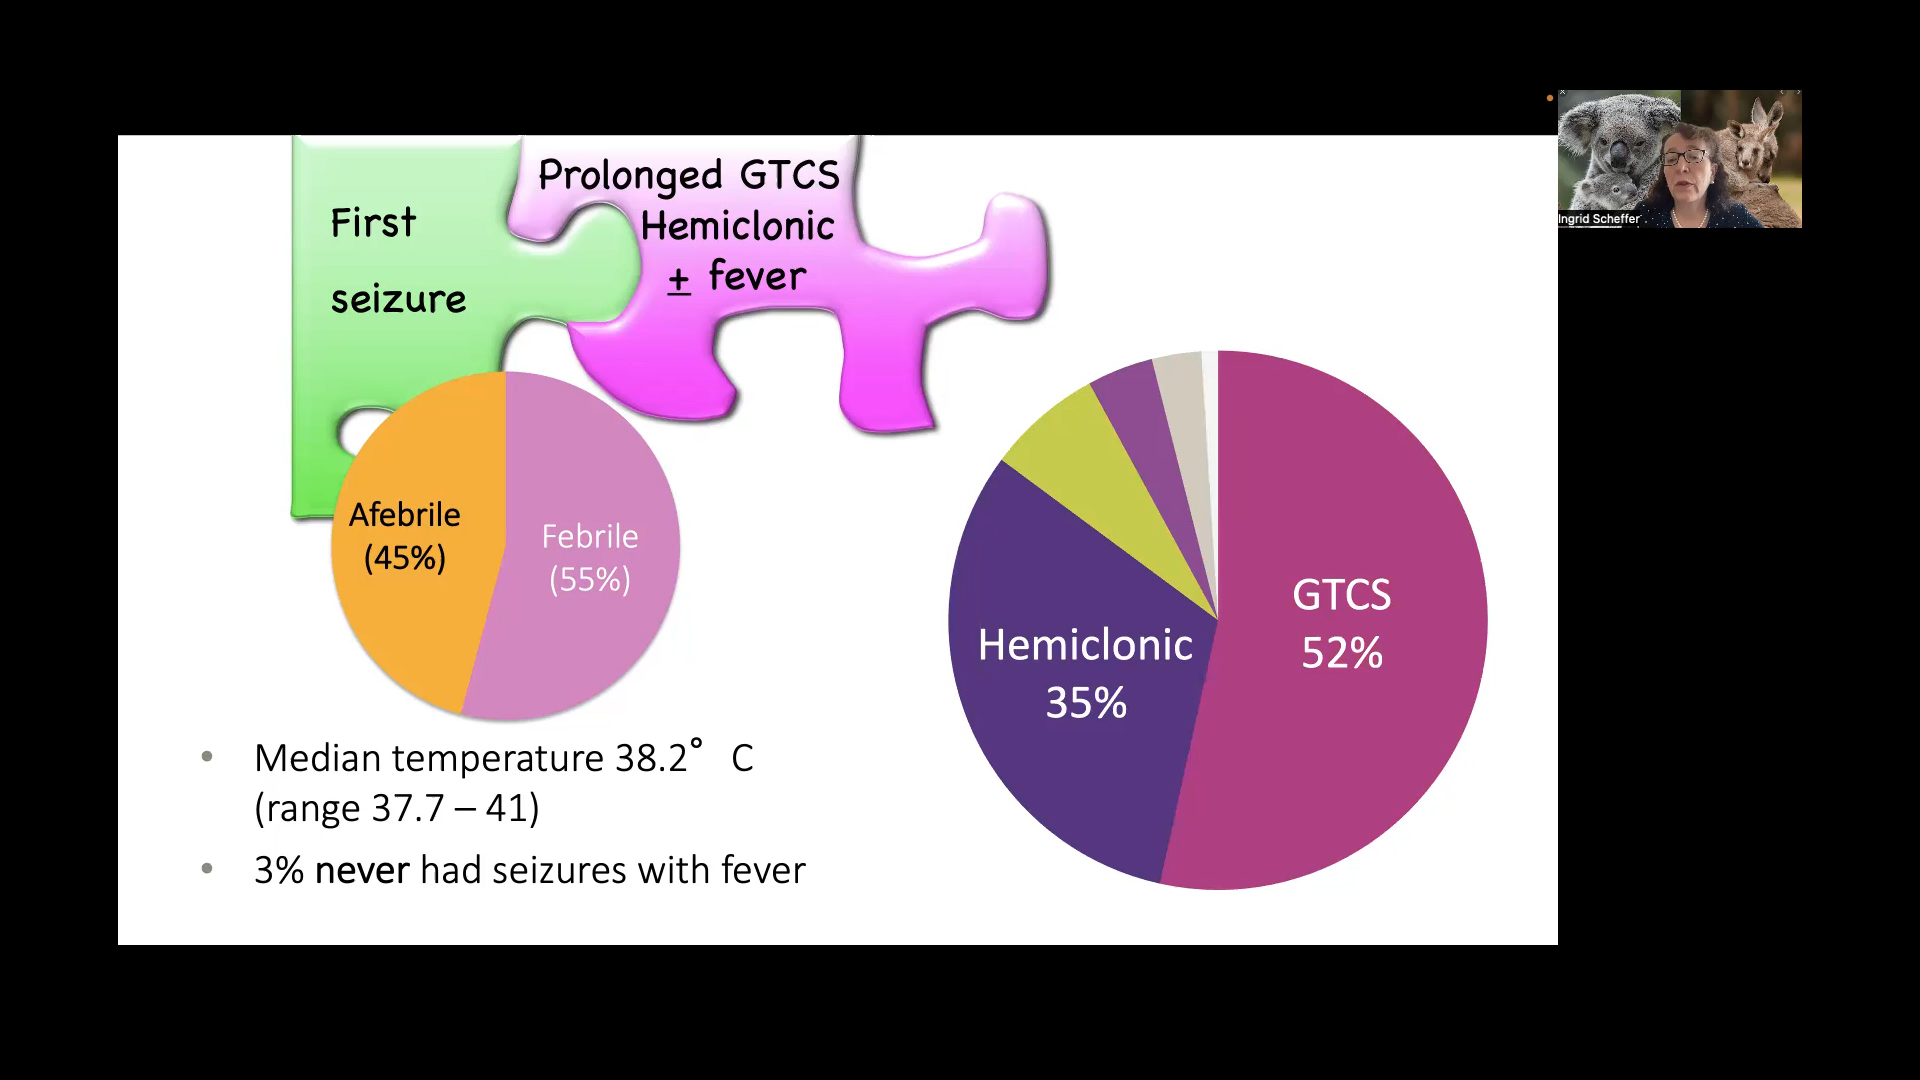 First
seizure
Prolonged GTCS
Hemiclonic
± fever
Afebrile
(45%)
Febrile
(55%)
• Median temperature 38.2° C
(range 37.7 – 41)
• 3% never had seizures with fever
Hemiclonic
35%
GTCS
52%
Ingrid Scheffer